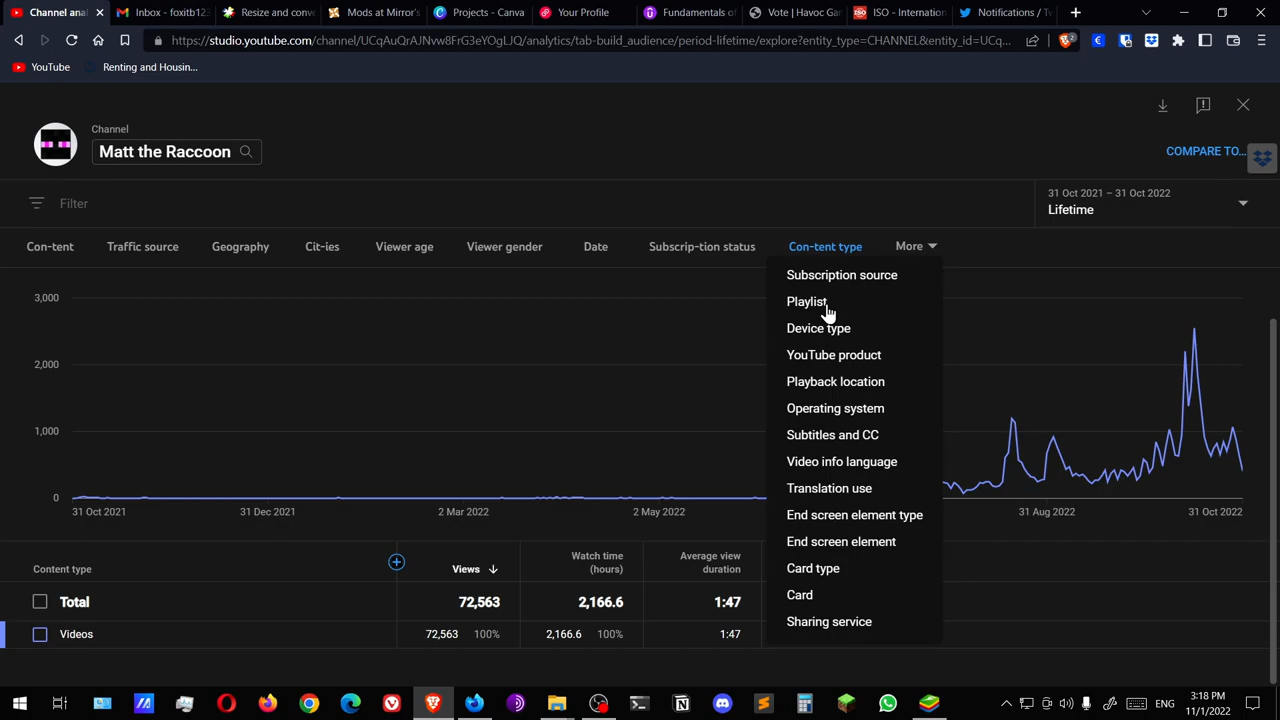 Channel anal
Inbox - foxitb123
Resize and conve
Mods at Mirror's
Projects - Canva
Your Profile
Fundamentals of
Vote | Havoc Gam
ISO - Internation
Notifications / Tw
https://studio.youtube.com/channel/UCqAuQrAJNvw8FrG3eYOgLJQ/analytics/tab-build_audience/period-lifetime/explore?entity_type=CHANNEL&entity_id=UCq...
2
YouTube
Renting and Housin...
Channel
Matt the Raccoon
COMPARE TO...
Filter
31 Oct 2021 – 31 Oct 2022
Lifetime
Con-tent
Traffic source
Geography
Cit-ies
Viewer age
Viewer gender
Date
Subscrip-tion status
Con-tent type
More
Subscription source
Playlist
Device type
YouTube product
Playback location
Operating system
Subtitles and CC
Video info language
Translation use
End screen element type
End screen element
Card type
Card
Sharing service
3,000
2,000
1,000
0
31 Oct 2021
31 Dec 2021
2 Mar 2022
2 May 2022
31 Aug 2022
31 Oct 2022
Content type
Views
Watch time
(hours)
Average view
duration
Total
72,563
2,166.6
1:47
Videos
72,563 100%
2,166.6 100%
1:47
ENG
3:18 PM
11/1/2022